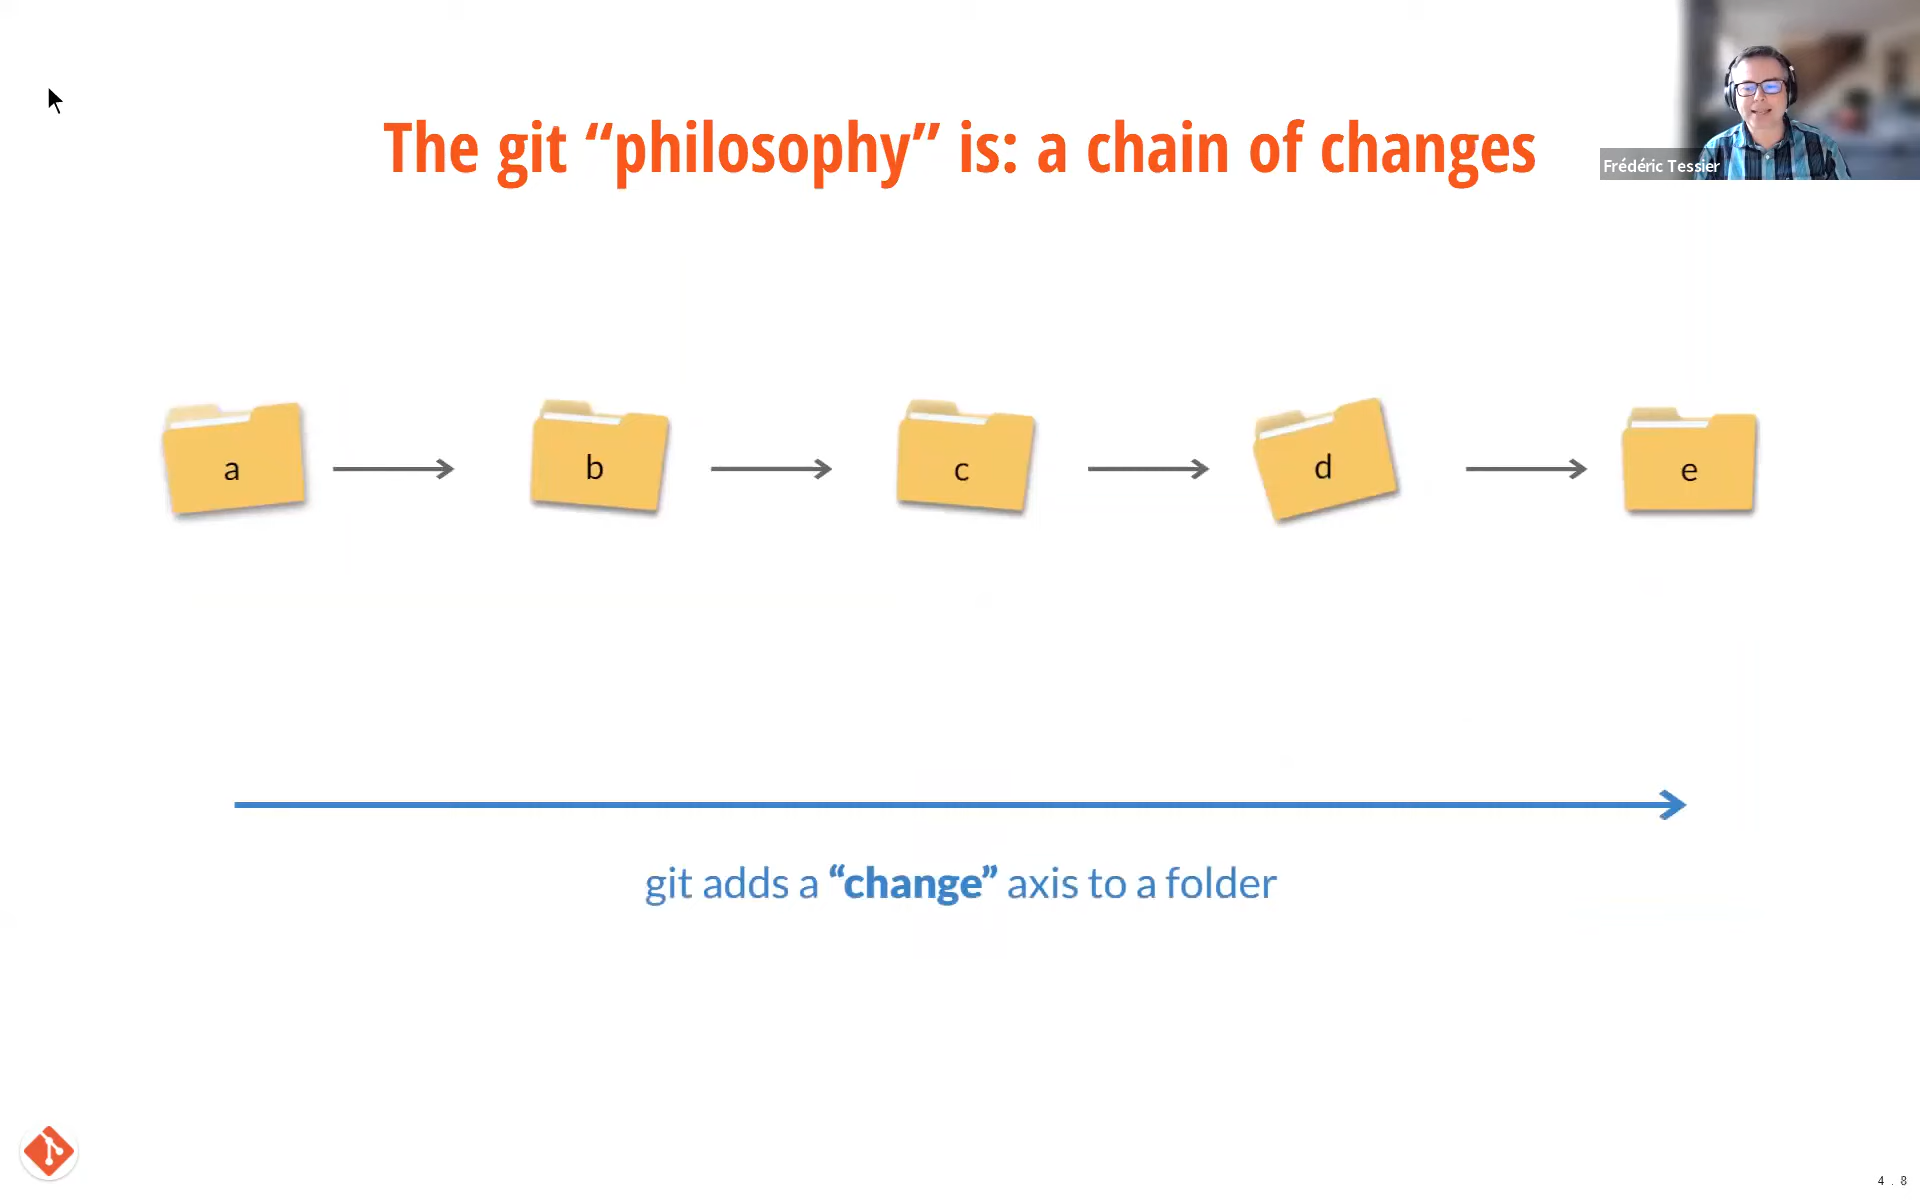 The git “philosophy” is: a chain of changes
Frédéric Tessier
a
b
c
d
e
git adds a “change” axis to a folder
4 . 8